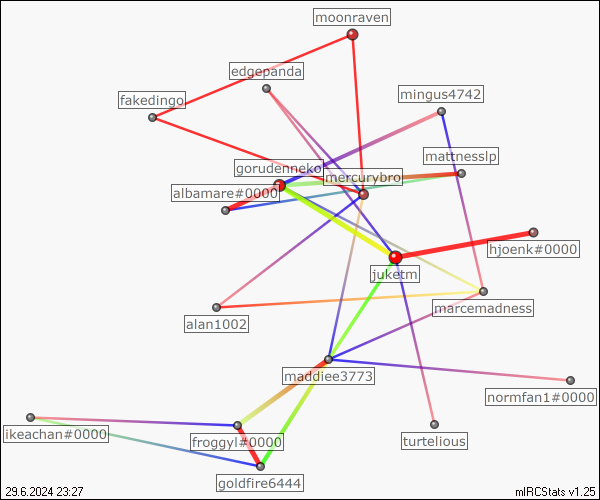 moonraven
edgepanda
fakedingo
mingus4742
mattnesslp
gorudenneko
mercurybro
albamare#0000
hjoenk#0000
juketm
marcemadness
alan1002
maddiee3773
normfan1#0000
ikeachan#0000
froggyl#0000
turtelious
goldfire6444
29.6.2024 23:27
mIRCStats v1.25